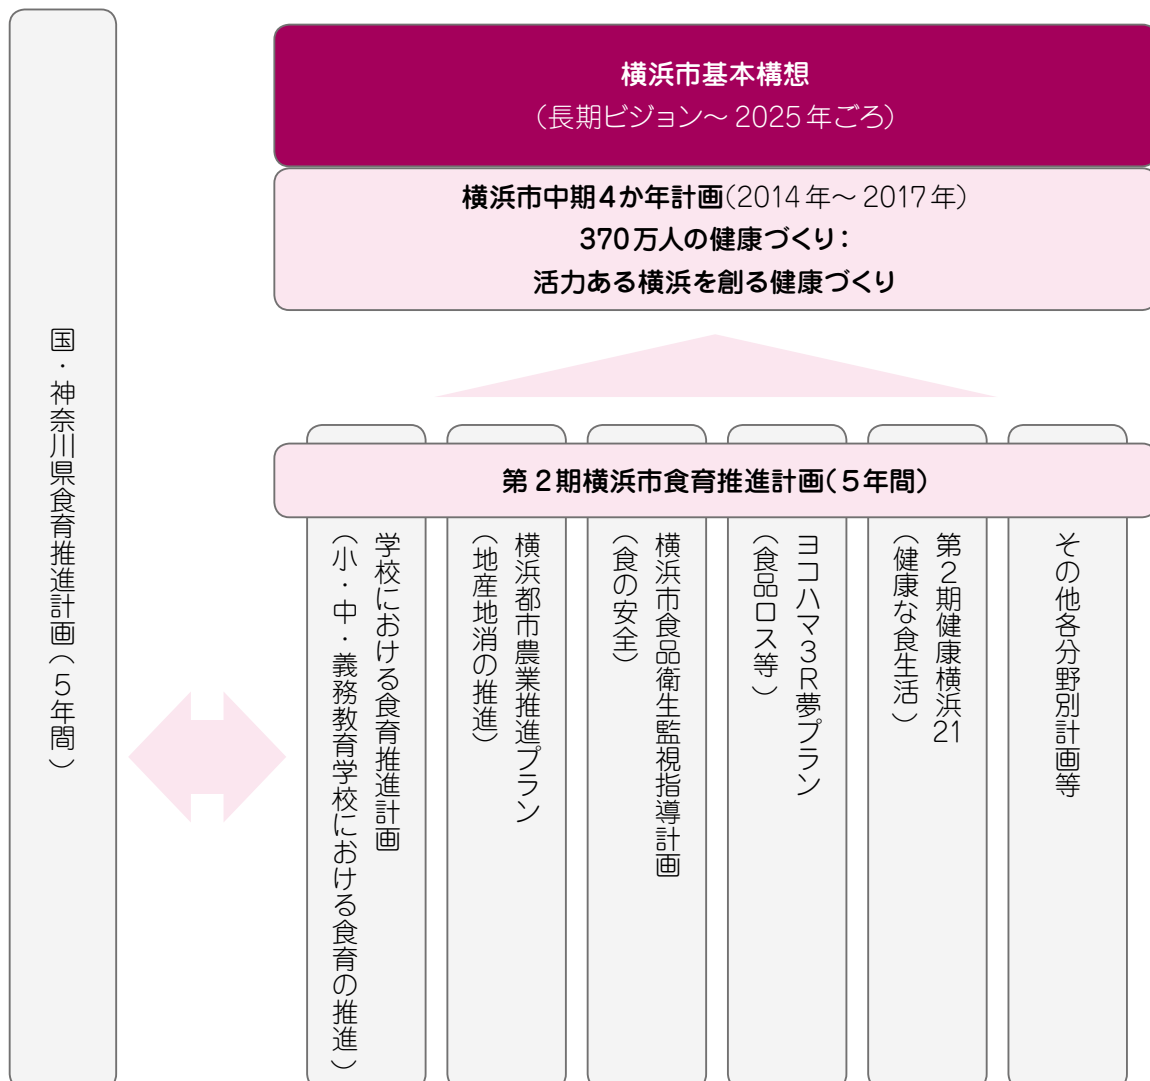 横浜市基本構想
（長期ビジョン～2025年ごろ）
横浜市中期4か年計画（2014年～2017年）
370万人の健康づくり：
活力ある横浜を創る健康づくり
国・神奈川県食育推進計画（5年間）
第2期横浜市食育推進計画（5年間）
学校における食育推進計画
（小・中・義務教育学校における食育の推進）
横浜都市農業推進プラン
（地産地消の推進）
横浜市食品衛生監視指導計画
（食の安全）
ヨコハマ3R夢プラン
（食品ロス等）
第2期健康横浜21
（健康な食生活）
その他各分野別計画等